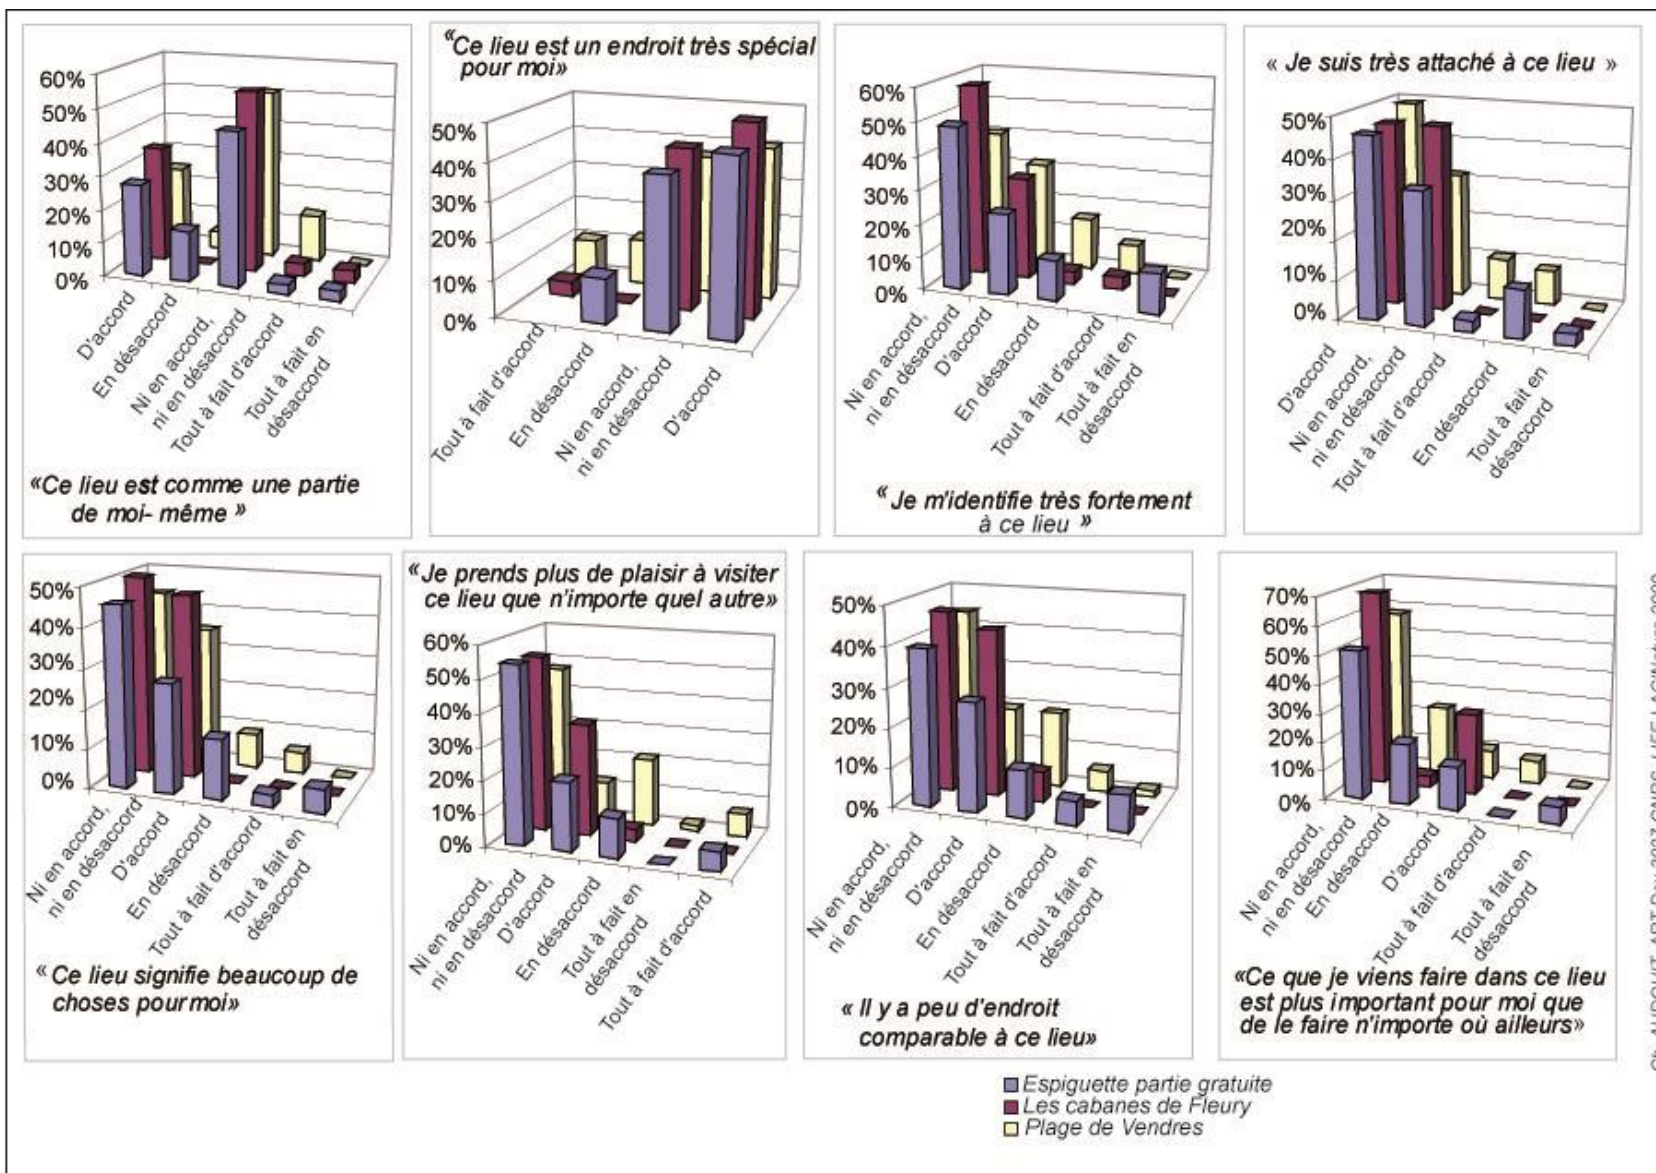 60%
50%
40%
30%
20%
10%
0%
D'accord
En désaccord
Ni en accord,
ni en désaccord
Tout à fait d'accord
Tout à fait en
désaccord
«Ce lieu est comme une partie
de moi- même »
«Ce lieu est un endroit très spécial
pour moi»
50%
40%
30%
20%
10%
0%
Tout à fait d'accord
En désaccord
Ni en accord,
ni en désaccord
D'accord
60%
50%
40%
30%
20%
10%
0%
Ni en accord,
ni en désaccord
D'accord
En désaccord
Tout à fait d'accord
Tout à fait en
désaccord
« Je m'identifie très fortement
à ce lieu »
« Je suis très attaché à ce lieu »
50%
40%
30%
20%
10%
0%
D'accord
Ni en accord,
ni en désaccord
Tout à fait d'accord
En désaccord
Tout à fait en
désaccord
50%
40%
30%
20%
10%
0%
Ni en accord,
ni en désaccord
D'accord
En désaccord
Tout à fait d'accord
Tout à fait en
désaccord
« Ce lieu signifie beaucoup de
choses pour moi»
«Je prends plus de plaisir à visiter
ce lieu que n'importe quel autre»
60%
50%
40%
30%
20%
10%
0%
Ni en accord,
ni en désaccord
D'accord
En désaccord
Tout à fait en
désaccord
Tout à fait d'accord
50%
40%
30%
20%
10%
0%
Ni en accord,
ni en désaccord
D'accord
En désaccord
Tout à fait d'accord
Tout à fait en
désaccord
« Il y a peu d'endroit
comparable à ce lieu»
70%
60%
50%
40%
30%
20%
10%
0%
Ni en accord,
ni en désaccord
En désaccord
D'accord
Tout à fait d'accord
Tout à fait en
désaccord
«Ce que je viens faire dans ce lieu
est plus important pour moi que
de le faire n'importe où ailleurs»
Espiguette partie gratuite
Les cabanes de Fleury
Plage de Vendres